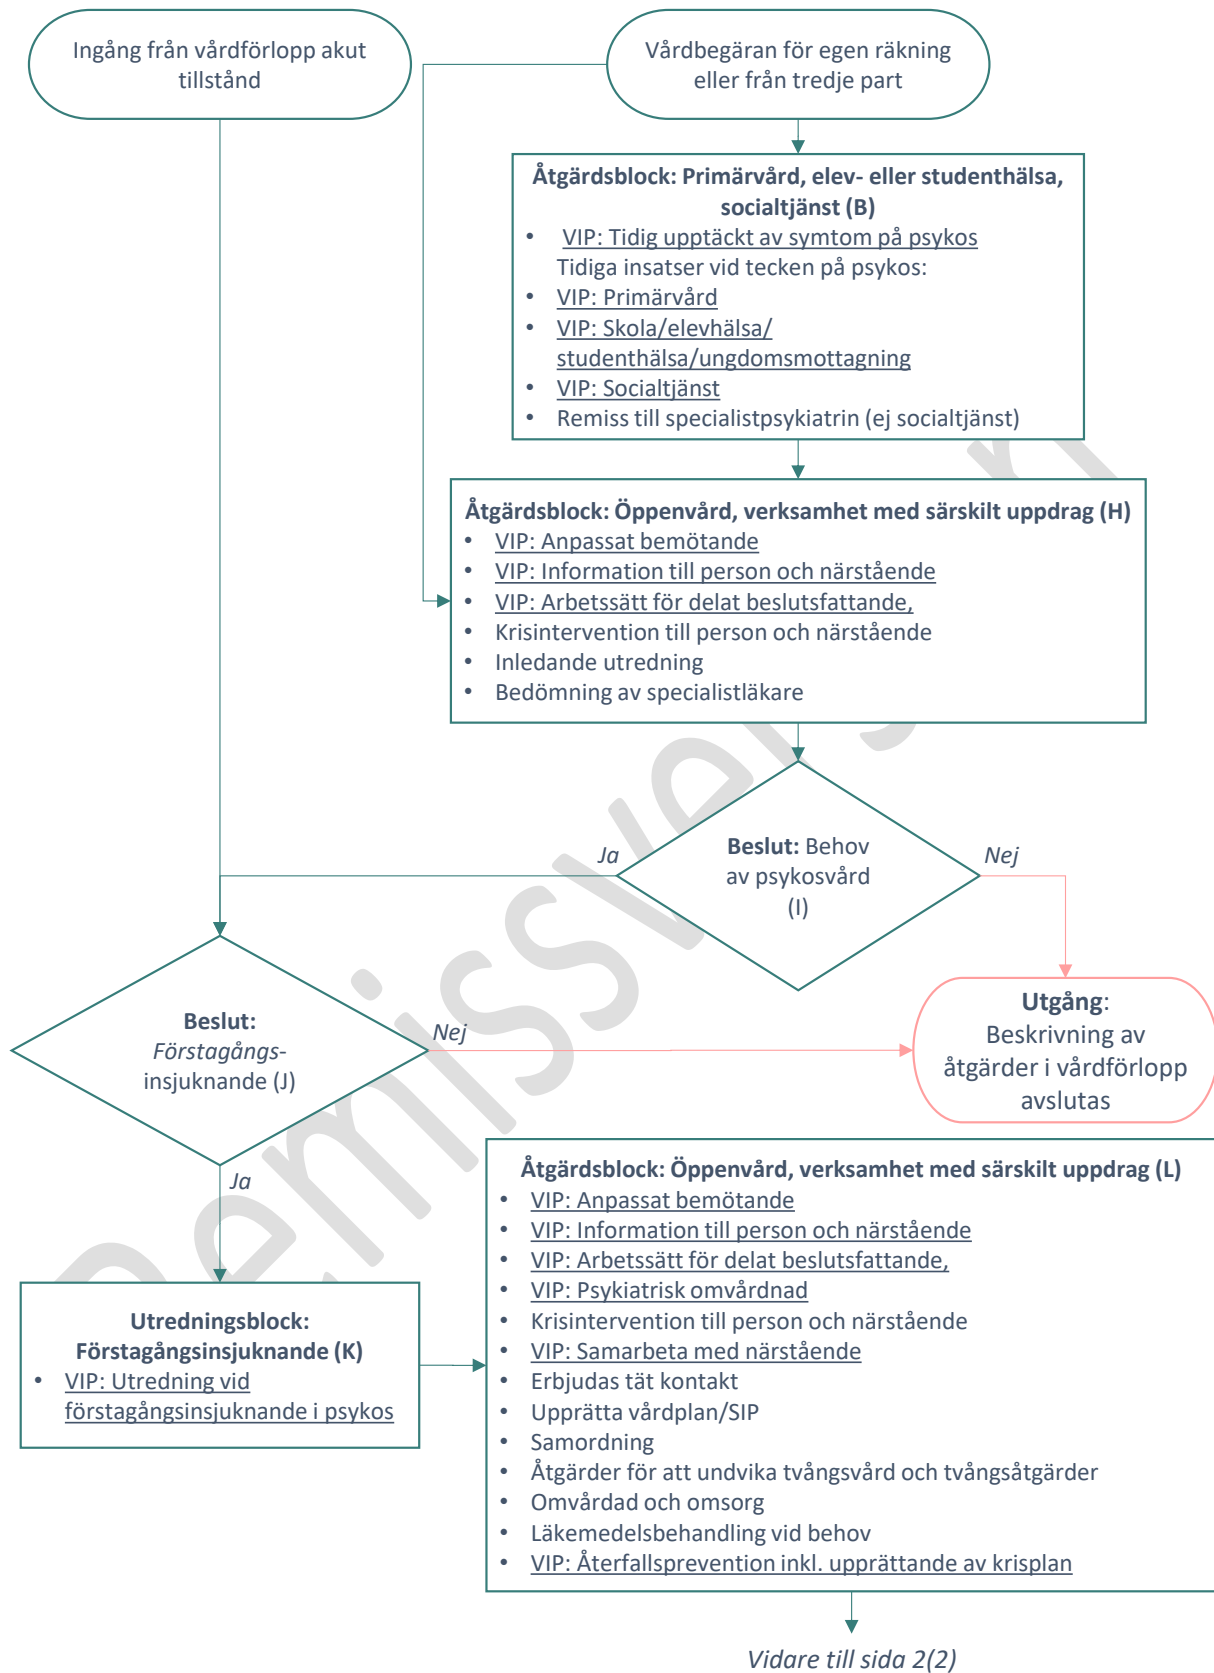 Ingång från vårdförlopp akut
tillstånd
Vårdbegäran för egen räkning
eller från tredje part
Åtgärdsblock: Primärvård, elev- eller studenthälsa,
socialtjänst (B)
• VIP: Tidig upptäckt av symtom på psykos
Tidiga insatser vid tecken på psykos:
• VIP: Primärvård
• VIP: Skola/elevhälsa/
studenthälsa/ungdomsmottagning
• VIP: Socialtjänst
• Remiss till specialistpsykiatrin (ej socialtjänst)
Åtgärdsblock: Öppenvård, verksamhet med särskilt uppdrag (H)
• VIP: Anpassat bemötande
• VIP: Information till person och närstående
• VIP: Arbetssätt för delat beslutsfattande,
• Krisintervention till person och närstående
• Inledande utredning
• Bedömning av specialistläkare
Ja
Beslut: Behov
av psykosvård
(I)
Nej
Beslut:
Förstagångs-
insjuknande (J)
Nej
Utgång:
Beskrivning av
åtgärder i vårdförlopp
avslutas
Ja
Utredningsblock:
Förstagångsinsjuknande (K)
• VIP: Utredning vid
förstagångsinsjuknande i psykos
Åtgärdsblock: Öppenvård, verksamhet med särskilt uppdrag (L)
• VIP: Anpassat bemötande
• VIP: Information till person och närstående
• VIP: Arbetssätt för delat beslutsfattande,
• VIP: Psykiatrisk omvårdnad
• Krisintervention till person och närstående
• VIP: Samarbeta med närstående
• Erbjudas tät kontakt
• Upprätta vårdplan/SIP
• Samordning
• Åtgärder för att undvika tvångsvård och tvångsåtgärder
• Omvårdad och omsorg
• Läkemedelsbehandling vid behov
• VIP: Återfallsprevention inkl. upprättande av krisplan
Vidare till sida 2(2)